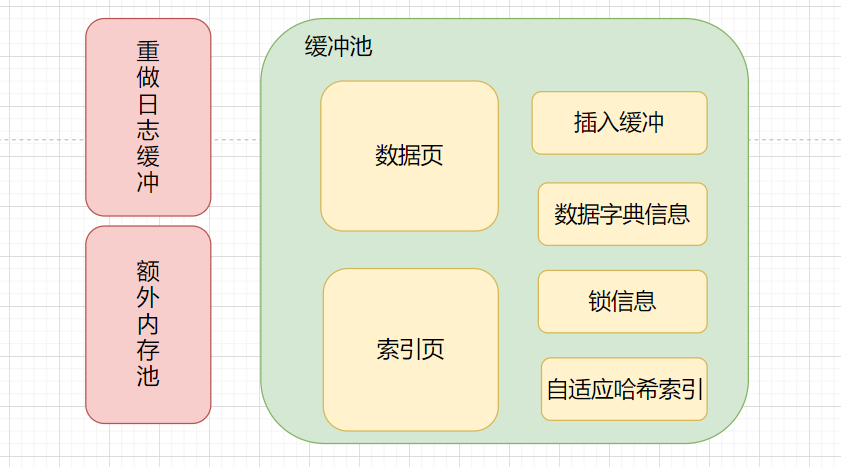 重做日志缓冲
额外内存池
缓冲池
数据页
索引页
插入缓冲
数据字典信息
锁信息
自适应哈希索引